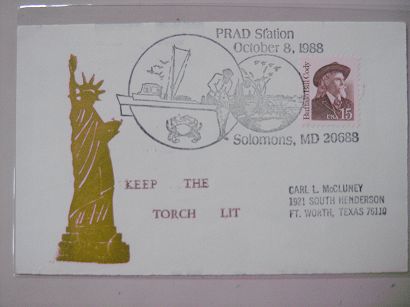 PRAD Station
October 8, 1988
Buffalo Bill Cody
USA 15
Solomons, MD 20688
KEEP THE
TORCH LIT
CARL L. McCLUNEY
1921 SOUTH HENDERSON
FT. WORTH, TEXAS 76110